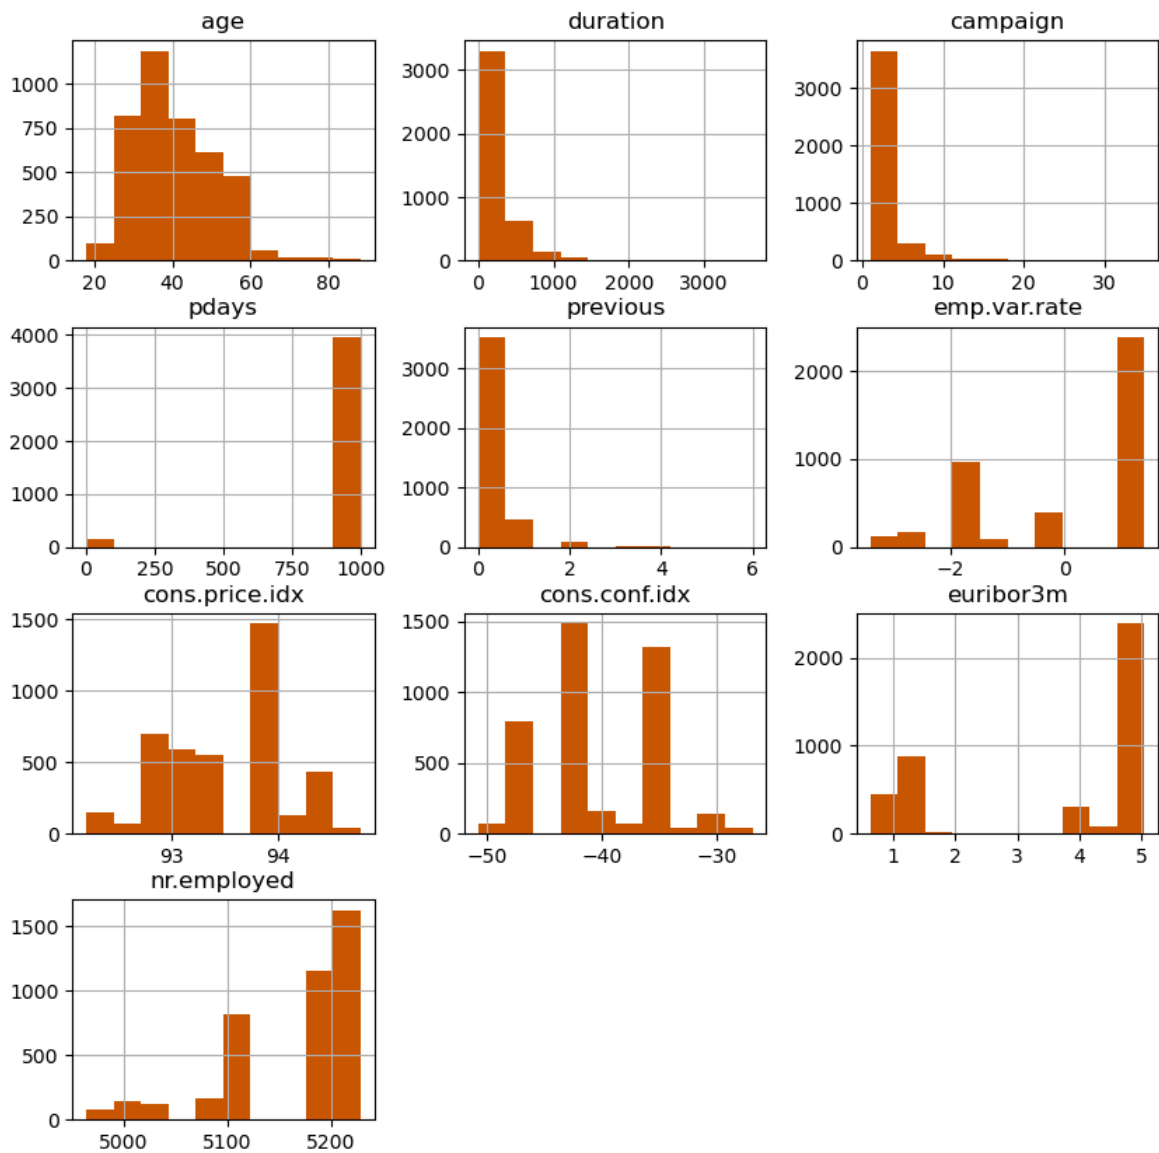 age
1000
750
500
250
0
20 40 60 80
duration
3000
2000
1000
0
0 1000 2000 3000
campaign
3000
2000
1000
0
0 10 20 30
pdays
4000
3000
2000
1000
0
0 250 500 750 1000
previous
3000
2000
1000
0
0 2 4 6
emp.var.rate
2000
1000
0
−2 0
cons.price.idx
1500
1000
500
0
93 94
cons.conf.idx
1500
1000
500
0
−50 −40 −30
euribor3m
2000
1000
0
1 2 3 4 5
nr.employed
1500
1000
500
0
5000 5100 5200